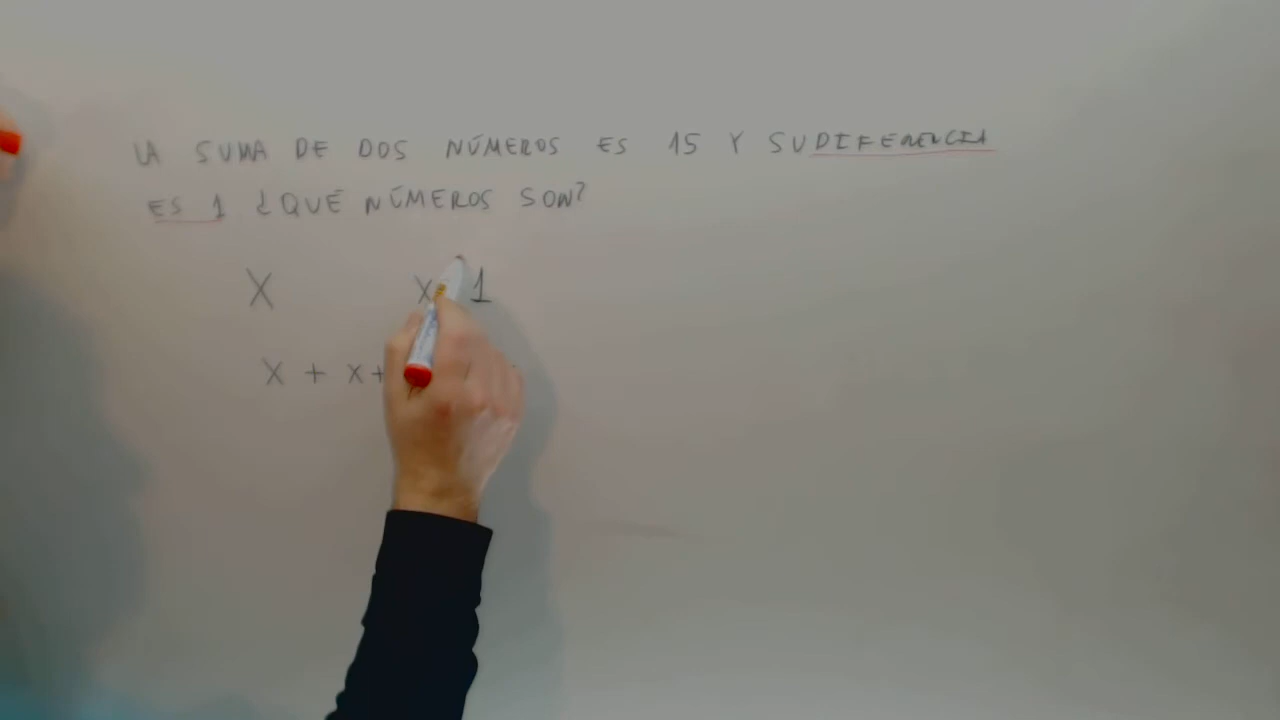 LA SUMA DE DOS NÚMEROS ES 15 Y SU DIFERENCIA
ES 1 ¿QUÉ NÚMEROS SON?
X x 1
x + x +